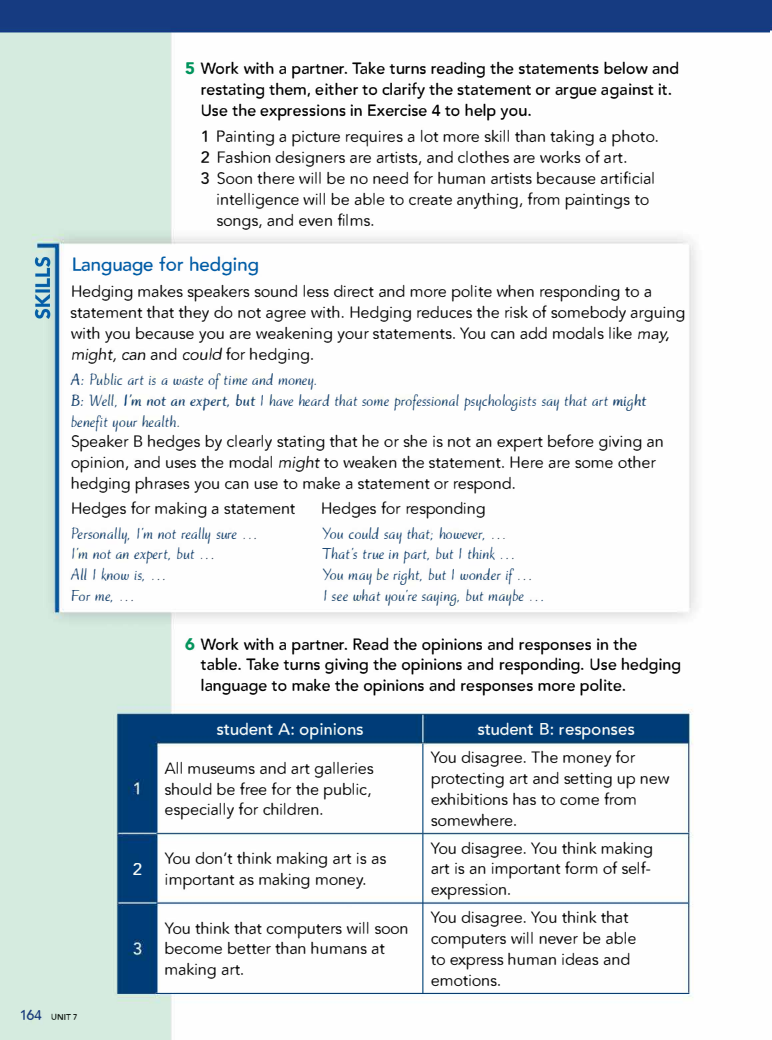 5 Work with a partner. Take turns reading the statements below and
restating them, either to clarify the statement or argue against it.
Use the expressions in Exercise 4 to help you.
1 Painting a picture requires a lot more skill than taking a photo.
2 Fashion designers are artists, and clothes are works of art.
3 Soon there will be no need for human artists because artificial
intelligence will be able to create anything, from paintings to
songs, and even films.
SKILLS
Language for hedging
Hedging makes speakers sound less direct and more polite when responding to a
statement that they do not agree with. Hedging reduces the risk of somebody arguing
with you because you are weakening your statements. You can add modals like may,
might, can and could for hedging.
A: Public art is a waste of time and money.
B: Well, I'm not an expert, but I have heard that some professional psychologists say that art might
benefit your health.
Speaker B hedges by clearly stating that he or she is not an expert before giving an
opinion, and uses the modal might to weaken the statement. Here are some other
hedging phrases you can use to make a statement or respond.
Hedges for making a statement
Personally, I'm not really sure ...
I'm not an expert, but ...
All I know is, ...
For me, ...
Hedges for responding
You could say that; however, ...
That's true in part, but I think ...
You may be right, but I wonder if ...
I see what you're saying, but maybe ...
6 Work with a partner. Read the opinions and responses in the
table. Take turns giving the opinions and responding. Use hedging
language to make the opinions and responses more polite.
student A: opinions
student B: responses
1
All museums and art galleries
should be free for the public,
especially for children.
You disagree. The money for
protecting art and setting up new
exhibitions has to come from
somewhere.
2
You don't think making art is as
important as making money.
You disagree. You think making
art is an important form of self-
expression.
3
You think that computers will soon
become better than humans at
making art.
You disagree. You think that
computers will never be able
to express human ideas and
emotions.
164 UNIT 7